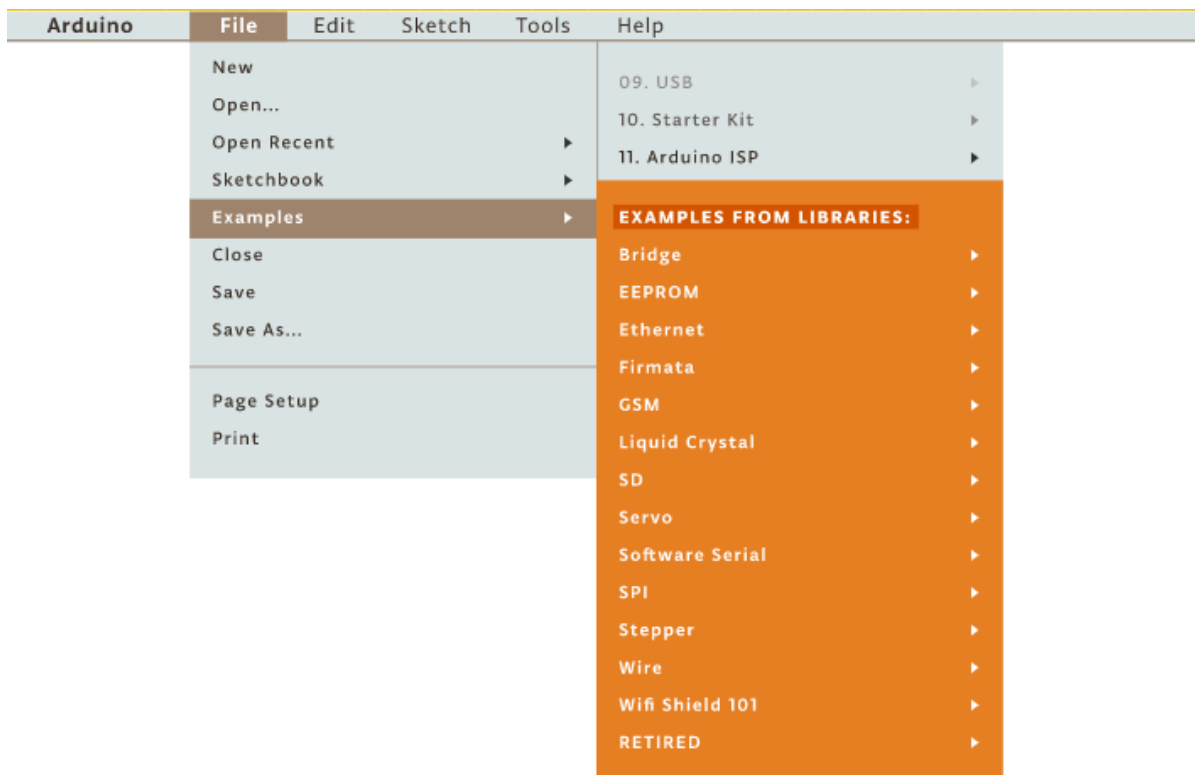 Arduino File Edit Sketch Tools Help
New
Open...
Open Recent
Sketchbook
Examples
Close
Save
Save As...
Page Setup
Print
09. USB
10. Starter Kit
11. Arduino ISP
EXAMPLES FROM LIBRARIES:
Bridge
EEPROM
Ethernet
Firmata
GSM
Liquid Crystal
SD
Servo
Software Serial
SPI
Stepper
Wire
Wifi Shield 101
RETIRED